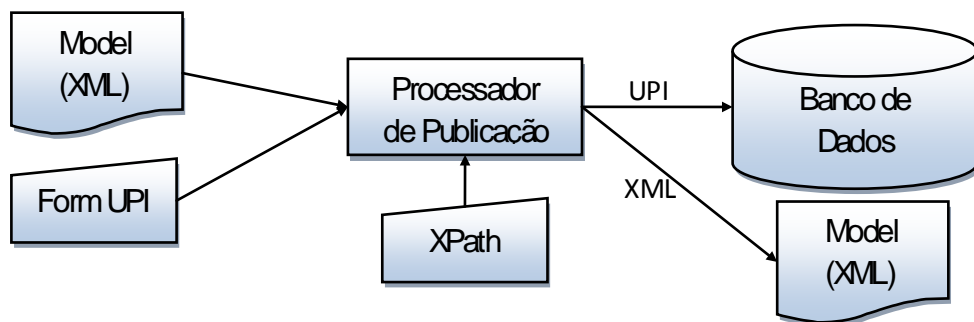 Model
(XML)
Form UPI
Processador
de Publicação
XPath
UPI
XML
Banco de
Dados
Model
(XML)